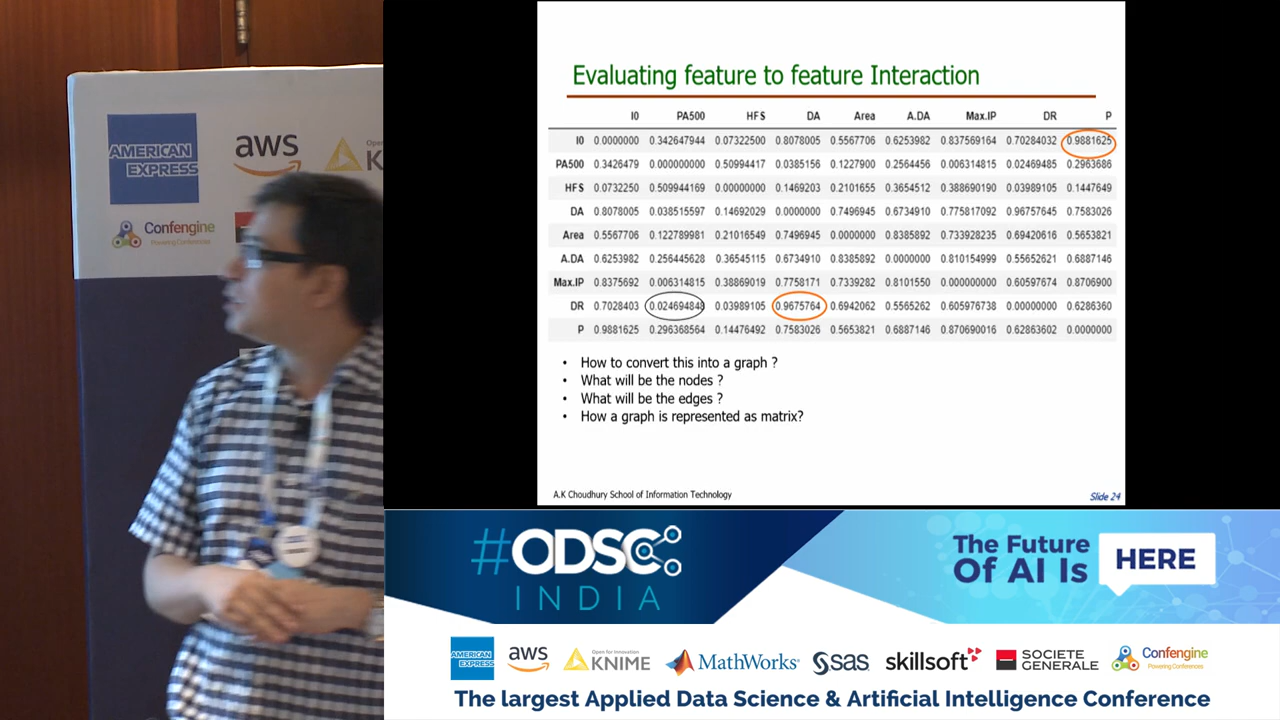 AMERICAN
EXPRESS
aws
Open for
KN
Confengine
Powering Conferences
Evaluating feature to feature Interaction
I0 PA500 HFS DA Area A.DA Max.IP DR P
I0 0.0000000 0.342647944 0.07322500 0.8078005 0.5567706 0.6253982 0.837569164 0.70284032 0.9881625
PA500 0.3426479 0.000000000 0.50994417 0.0385156 0.1227900 0.2564456 0.006314815 0.02469485 0.2963686
HFS 0.0732250 0.509944169 0.00000000 0.1469203 0.2101655 0.3654512 0.388690190 0.03989105 0.1447649
DA 0.8078005 0.038515597 0.14692029 0.0000000 0.7496945 0.6734910 0.775817092 0.96757645 0.7583026
Area 0.5567706 0.122789981 0.21016549 0.7496945 0.0000000 0.8385892 0.733928235 0.69420616 0.5653821
A.DA 0.6253982 0.256445628 0.36545115 0.6734910 0.8385892 0.0000000 0.810154999 0.55652621 0.6887146
Max.IP 0.8375692 0.006314815 0.38869019 0.7758171 0.7339282 0.8101550 0.000000000 0.60597674 0.8706900
DR 0.7028403 0.024694848 0.03989105 0.9675764 0.6942062 0.5565262 0.605976738 0.00000000 0.6286360
P 0.9881625 0.296368564 0.14476492 0.7583026 0.5653821 0.6887146 0.870690016 0.62863602 0.0000000
• How to convert this into a graph ?
• What will be the nodes ?
• What will be the edges ?
• How a graph is represented as matrix?
A.K Choudhury School of Information Technology
Slide 24
#ODSC
INDIA
The Future
Of AI Is
HERE
AMERICAN
EXPRESS
aws
Open for Innovation
KNIME
MathWorks
sas
skillsoft
SOCIETE
GENERALE
Confengine
Powering Conferences
The largest Applied Data Science & Artificial Intelligence Conference